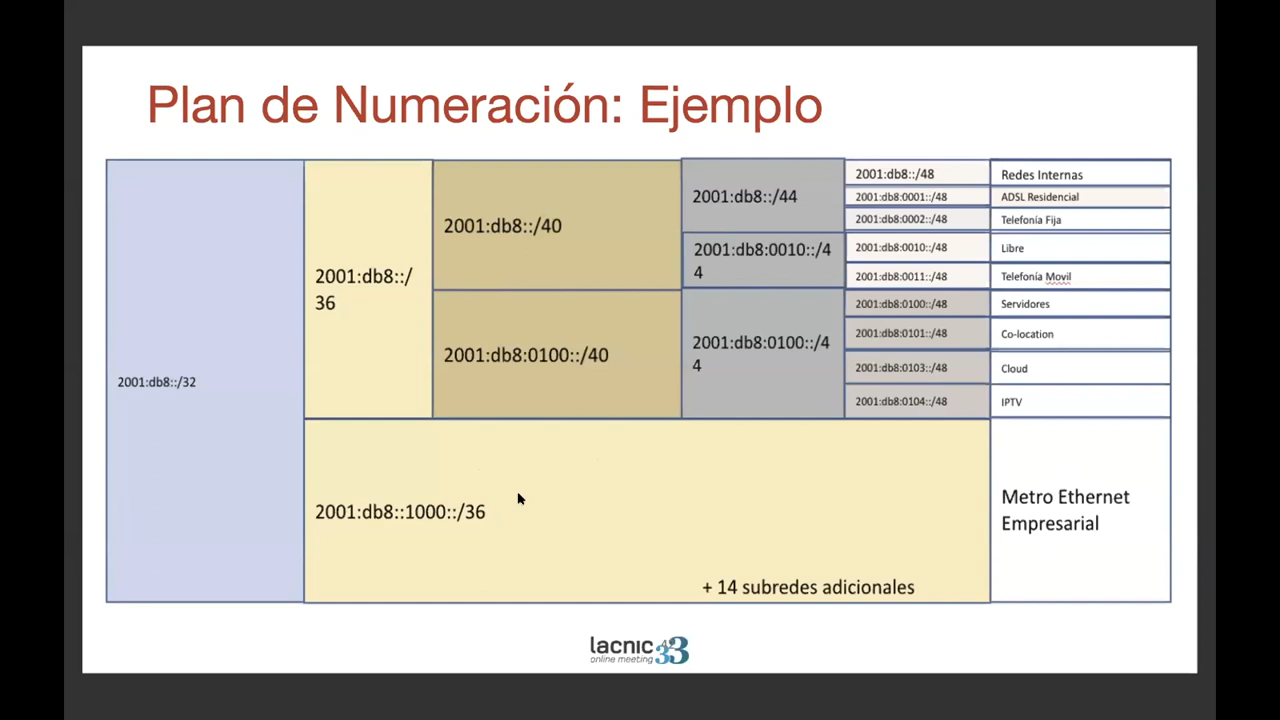 Plan de Numeración: Ejemplo
2001:db8::/32
2001:db8::/
36
2001:db8::/40
2001:db8:0100::/40
2001:db8::/44
2001:db8:0010::/4
4
2001:db8:0100::/4
4
2001:db8::/48
Redes Internas
2001:db8:0001::/48
ADSL Residencial
2001:db8:0002::/48
Telefonía Fija
2001:db8:0010::/48
Libre
2001:db8:0011::/48
Telefonía Movil
2001:db8:0100::/48
Servidores
2001:db8:0101::/48
Co-location
2001:db8:0103::/48
Cloud
2001:db8:0104::/48
IPTV
2001:db8::1000::/36
+ 14 subredes adicionales
Metro Ethernet
Empresarial
lacnic 33
online meeting